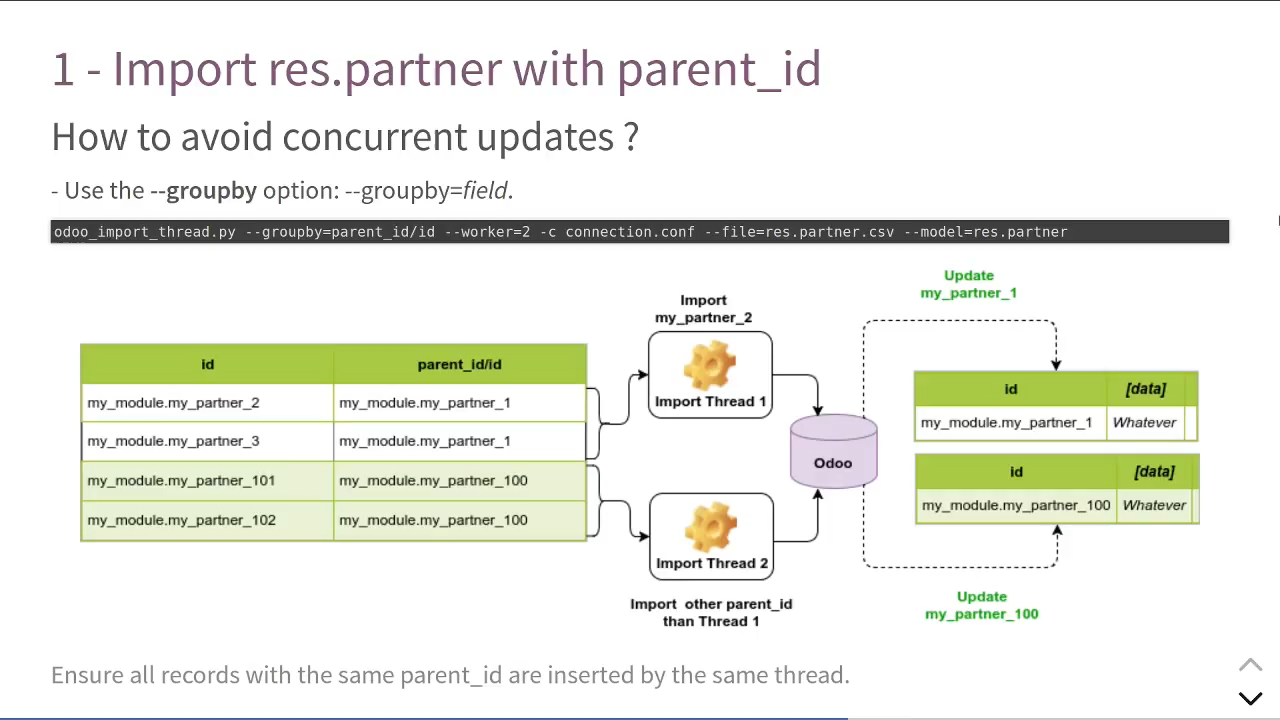 1 - Import res.partner with parent_id
How to avoid concurrent updates ?
- Use the --groupby option: --groupby=field.
odoo_import_thread.py --groupby=parent_id/id --worker=2 -c connection.conf --file=res.partner.csv --model=res.partner
id parent_id/id
my_module.my_partner_2 my_module.my_partner_1
my_module.my_partner_3 my_module.my_partner_1
my_module.my_partner_101 my_module.my_partner_100
my_module.my_partner_102 my_module.my_partner_100
Import
my_partner_2
Import Thread 1
Import Thread 2
Import other parent_id
than Thread 1
Odoo
Update
my_partner_1
id [data]
my_module.my_partner_1 Whatever
id [data]
my_module.my_partner_100 Whatever
Update
my_partner_100
Ensure all records with the same parent_id are inserted by the same thread.